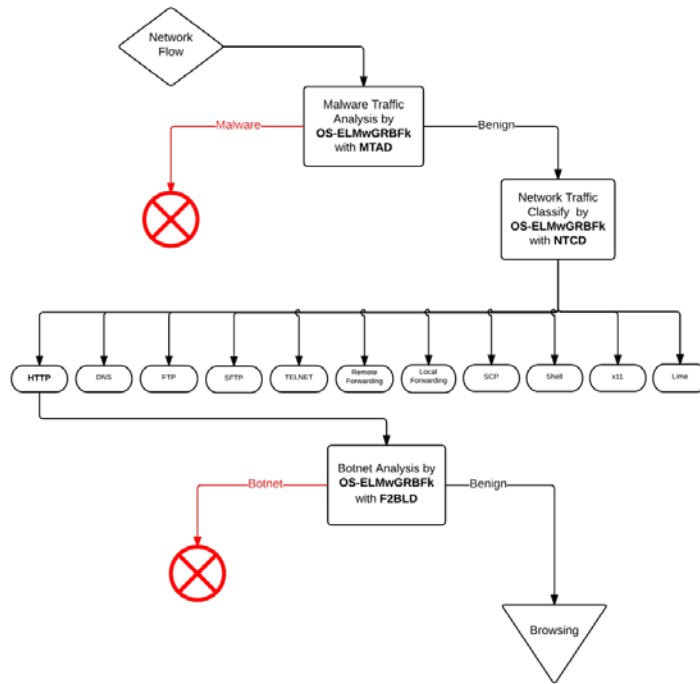 Network
Flow
Malware Traffic
Analysis by
OS-ELMwGRBFk
with MTAD
Malware
Benign
Network Traffic
Classify by
OS-ELMwGRBFk
with NTCD
HTTP
DNS
FTP
SFTP
TELNET
Remote
Forwarding
Local
Forwarding
SCP
Shell
x11
Lime
Botnet Analysis by
OS-ELMwGRBFk
with F2BLD
Botnet
Benign
Browsing